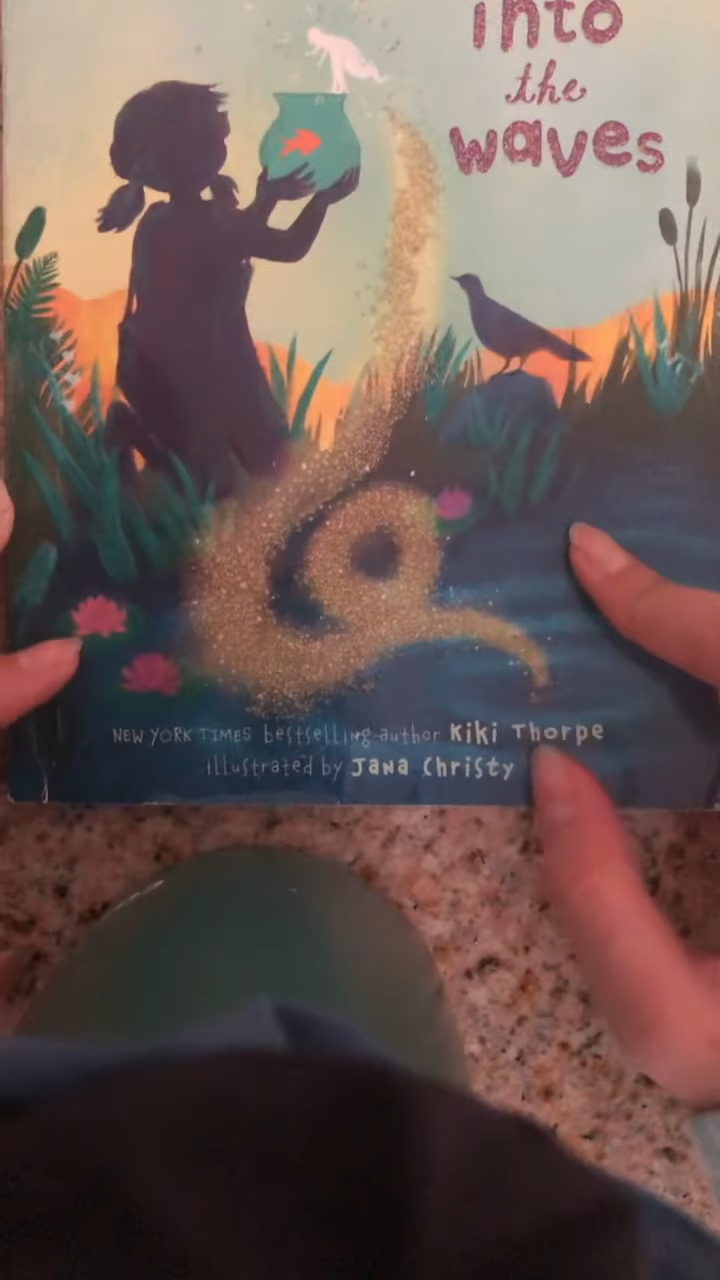 into
the
waves
NEW YORK TIMES bestselling author Kiki Thorpe
illustrated by Jana Christy